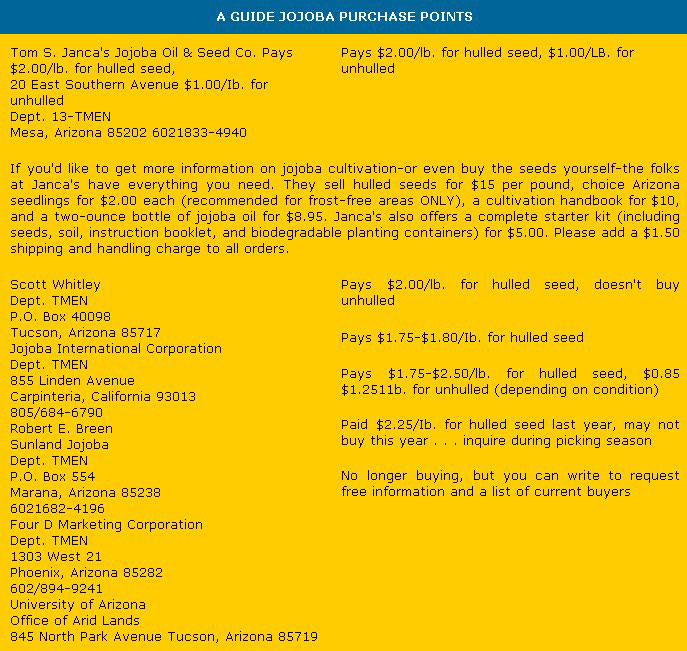 A GUIDE JOJOBA PURCHASE POINTS
Tom S. Janca's Jojoba Oil & Seed Co. Pays
$2.00/lb. for hulled seed,
20 East Southern Avenue $1.00/Ib. for
unhulled
Dept. 13-TMEN
Mesa, Arizona 85202 6021833-4940
Pays $2.00/lb. for hulled seed, $1.00/LB. for
unhulled
If you'd like to get more information on jojoba cultivation-or even buy the seeds yourself-the folks
at Janca's have everything you need. They sell hulled seeds for $15 per pound, choice Arizona
seedlings for $2.00 each (recommended for frost-free areas ONLY), a cultivation handbook for $10,
and a two-ounce bottle of jojoba oil for $8.95. Janca's also offers a complete starter kit (including
seeds, soil, instruction booklet, and biodegradable planting containers) for $5.00. Please add a $1.50
shipping and handling charge to all orders.
Scott Whitley
Dept. TMEN
P.O. Box 40098
Tucson, Arizona 85717
Jojoba International Corporation
Dept. TMEN
855 Linden Avenue
Carpinteria, California 93013
805/684-6790
Robert E. Breen
Sunland Jojoba
Dept. TMEN
P.O. Box 554
Marana, Arizona 85238
6021682-4196
Four D Marketing Corporation
Dept. TMEN
1303 West 21
Phoenix, Arizona 85282
602/894-9241
University of Arizona
Office of Arid Lands
845 North Park Avenue Tucson, Arizona 85719
Pays $2.00/lb. for hulled seed, doesn't buy
unhulled
Pays $1.75-$1.80/Ib. for hulled seed
Pays $1.75-$2.50/lb. for hulled seed, $0.85
$1.2511b. for unhulled (depending on condition)
Paid $2.25/Ib. for hulled seed last year, may not
buy this year . . . inquire during picking season
No longer buying, but you can write to request
free information and a list of current buyers